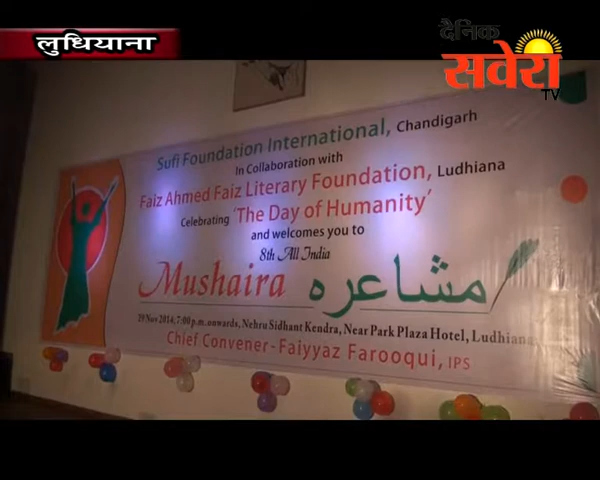 लुधियाना
दैनिक
सवेरा
TV
Sufi Foundation International, Chandigarh
In Collaboration with
Faiz Ahmed Faiz Literary Foundation, Ludhiana
Celebrating 'The Day of Humanity'
and welcomes you to
8th All India
Mushaira مشاعرہ
29 Nov 2014, 7:00 p.m. onwards, Nehru Sidhant Kendra, Near Park Plaza Hotel, Ludhiana
Chief Convener - Faiyyaz Farooqui, IPS